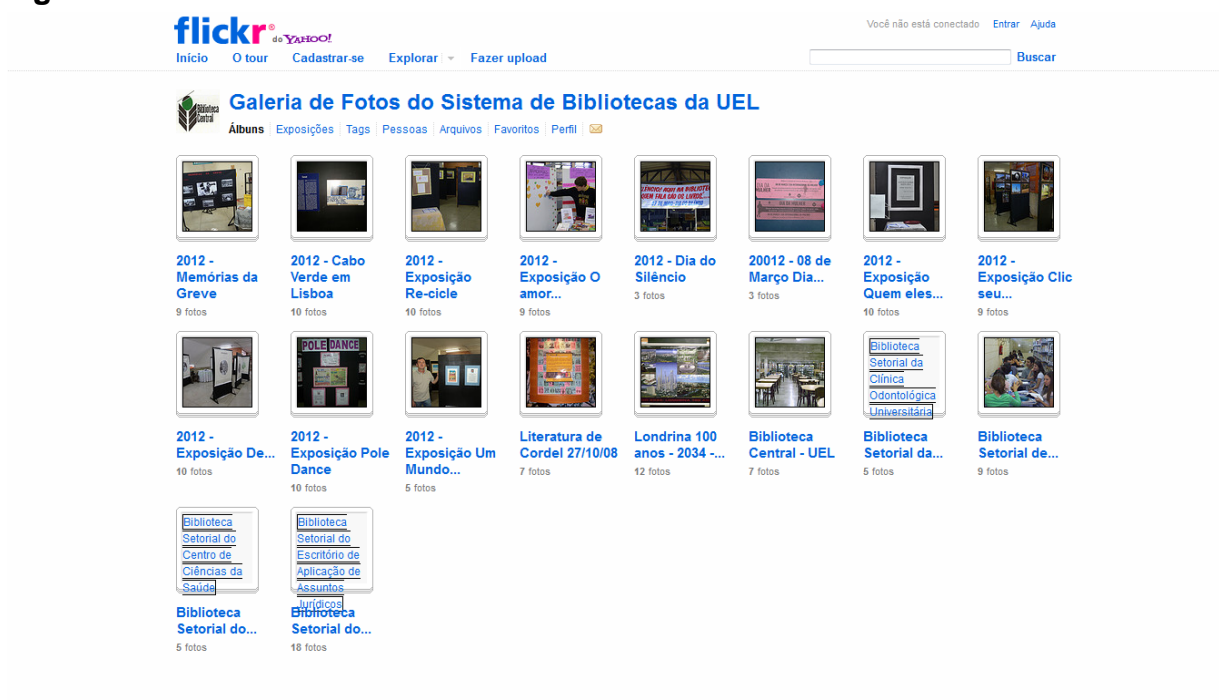 flickr® do YAHOO!
Você não está conectado Entrar Ajuda
Início O tour Cadastrar-se Explorar Fazer upload
Buscar
Biblioteca Central
Galeria de Fotos do Sistema de Bibliotecas da UEL
Álbuns Exposições Tags Pessoas Arquivos Favoritos Perfil
2012 -
Memórias da
Greve
9 fotos
2012 - Cabo
Verde em
Lisboa
10 fotos
2012 -
Exposição
Re-cicle
10 fotos
2012 -
Exposição O
amor...
9 fotos
2012 - Dia do
Silêncio
3 fotos
20012 - 08 de
Março Dia...
3 fotos
2012 -
Exposição
Quem eles...
10 fotos
2012 -
Exposição Clic
seu...
9 fotos
2012 -
Exposição De...
10 fotos
POLE DANCE
2012 -
Exposição Pole
Dance
10 fotos
2012 -
Exposição Um
Mundo...
5 fotos
Literatura de
Cordel 27/10/08
7 fotos
Londrina 100
anos - 2034 -...
12 fotos
Biblioteca
Central - UEL
7 fotos
Biblioteca
Setorial da
Clínica
Odontológica
Universitária
Biblioteca
Setorial da...
5 fotos
Biblioteca
Setorial de...
9 fotos
Biblioteca
Setorial do
Centro de
Ciências da
Saúde
Biblioteca
Setorial do...
5 fotos
Biblioteca
Setorial do
Escritório de
Aplicação de
Assuntos
Jurídicos
Biblioteca
Setorial do...
18 fotos